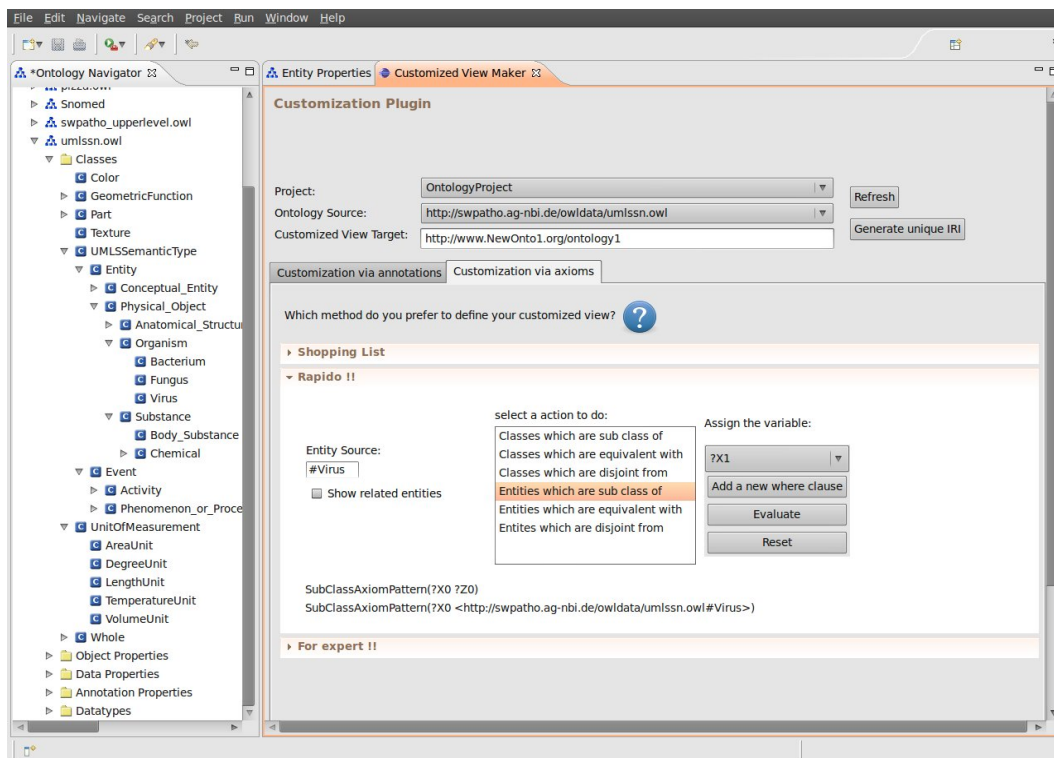 File Edit Navigate Search Project Run Window Help
*Ontology Navigator
Entity Properties
Customized View Maker
pizza.owl
Snomed
swpatho_upperlevel.owl
umlssn.owl
Classes
Color
GeometricFunction
Part
Texture
UMLSSemanticType
Entity
Conceptual_Entity
Physical_Object
Anatomical_Structu
Organism
Bacterium
Fungus
Virus
Substance
Body_Substance
Chemical
Event
Activity
Phenomenon_or_Proce
UnitOfMeasurement
AreaUnit
DegreeUnit
LengthUnit
TemperatureUnit
VolumeUnit
Whole
Object Properties
Data Properties
Annotation Properties
Datatypes
Customization Plugin
Project: OntologyProject
Refresh
Ontology Source: http://swpatho.ag-nbi.de/owldata/umlssn.owl
Customized View Target: http://www.NewOnto1.org/ontology1
Generate unique IRI
Customization via annotations Customization via axioms
Which method do you prefer to define your customized view? ?
Shopping List
Rapido !!
Entity Source:
#Virus
Show related entities
select a action to do:
Classes which are sub class of
Classes which are equivalent with
Classes which are disjoint from
Entities which are sub class of
Entities which are equivalent with
Entites which are disjoint from
Assign the variable:
?X1
Add a new where clause
Evaluate
Reset
SubClassAxiomPattern(?X0 ?Z0)
SubClassAxiomPattern(?X0 <http://swpatho.ag-nbi.de/owldata/umlssn.owl#Virus>)
For expert !!